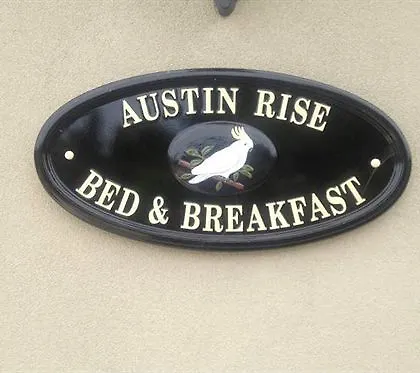 AUSTIN RISE
BED & BREAKFAST